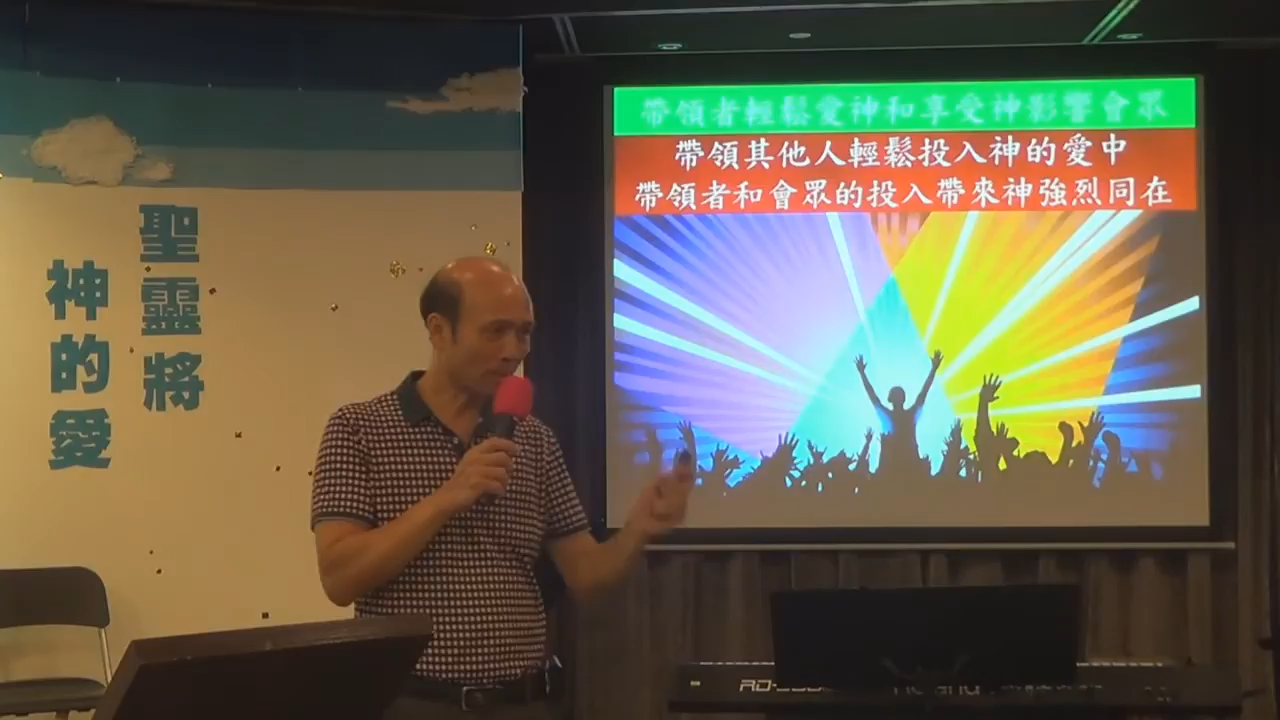 聖靈將
神的愛
帶領者輕鬆愛神和享受神影響會眾
帶領其他人輕鬆投入神的愛中
帶領者和會眾的投入帶來神強烈同在
Roland